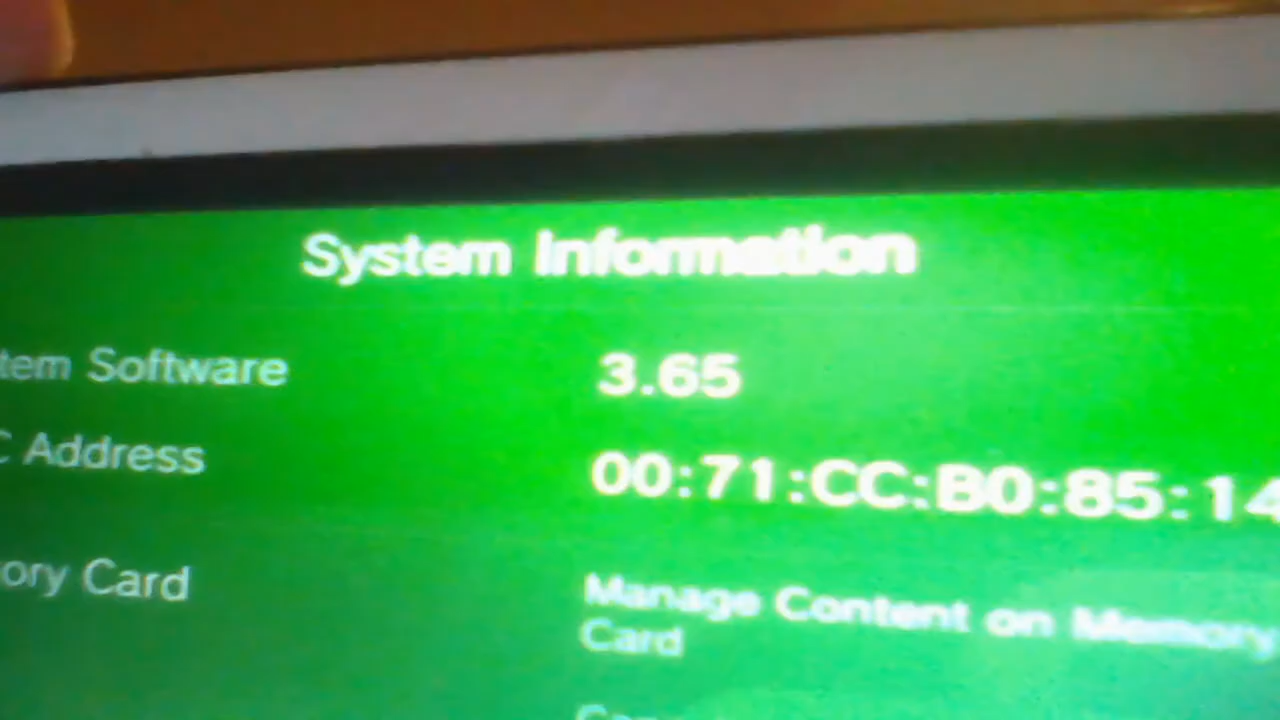 System Information
tem Software 3.65
C Address 00:71:CC:B0:85:14
ory Card Manage Content on Memory
Card